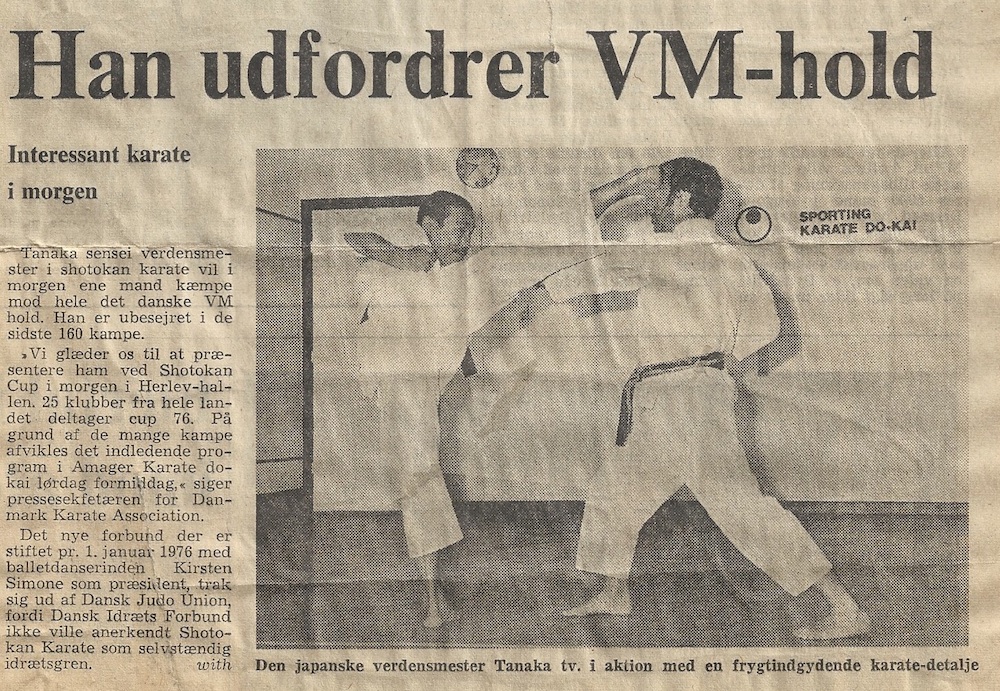 Han udfordrer VM-hold
Interessant karate
i morgen
Tanaka sensei verdensme-
ster i shotokan karate vil i
morgen ene mand kæmpe
mod hele det danske VM
hold. Han er ubesejret i de
sidste 160 kampe.
»Vi glæder os til at præ-
sentere ham ved Shotokan
Cup i morgen i Herlev-hal-
len. 25 klubber fra hele lan-
det deltager cup 76. På
grund af de mange kampe
afvikles det indledende pro-
gram i Amager Karate do-
kai lørdag formiddag,« siger
pressesekfetæren for Dan-
mark Karate Association.
Det nye forbund der er
stiftet pr. 1. januar 1976 med
balletdanserinden Kirsten
Simone som præsident, trak
sig ud af Dansk Judo Union,
fordi Dansk Idræts Forbund
ikke ville anerkendt Shoto-
kan Karate som selvstændig
idrætsgren. with
SPORTING
KARATE DO-KAI
Den japanske verdensmester Tanaka tv. i aktion med en frygtindgydende karate-detalje